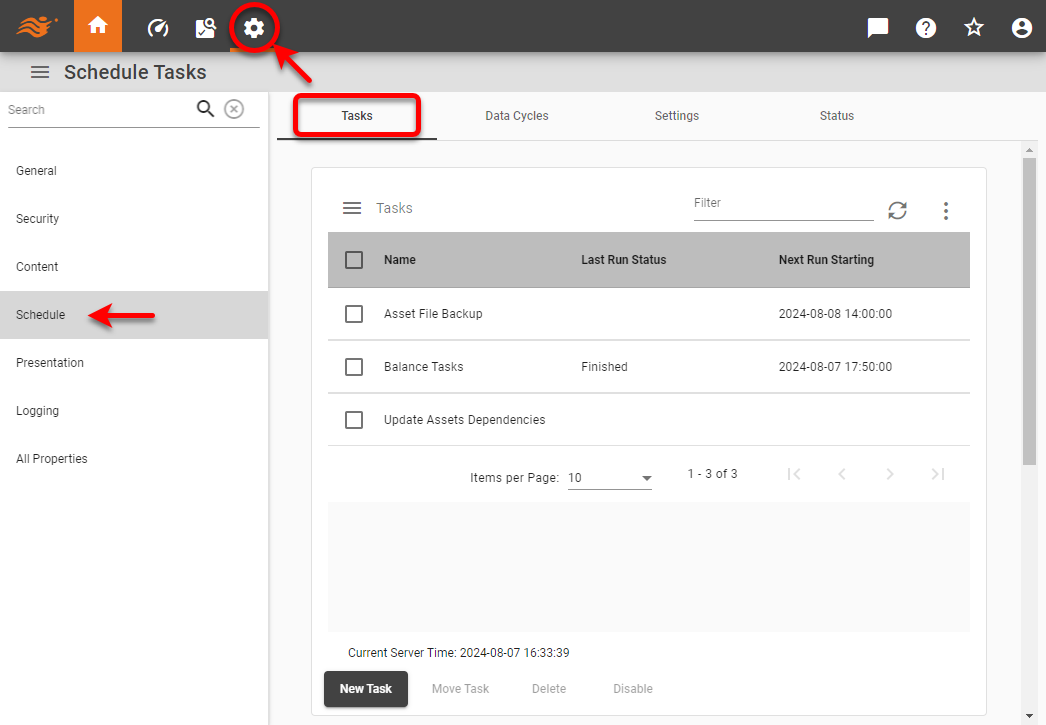 Schedule Tasks
Search
General
Security
Content
Schedule
Presentation
Logging
All Properties
Tasks Data Cycles Settings Status
Tasks Filter
Name Last Run Status Next Run Starting
Asset File Backup 2024-08-08 14:00:00
Balance Tasks Finished 2024-08-07 17:50:00
Update Assets Dependencies
Items per Page: 10 1 - 3 of 3
Current Server Time: 2024-08-07 16:33:39
New Task Move Task Delete Disable